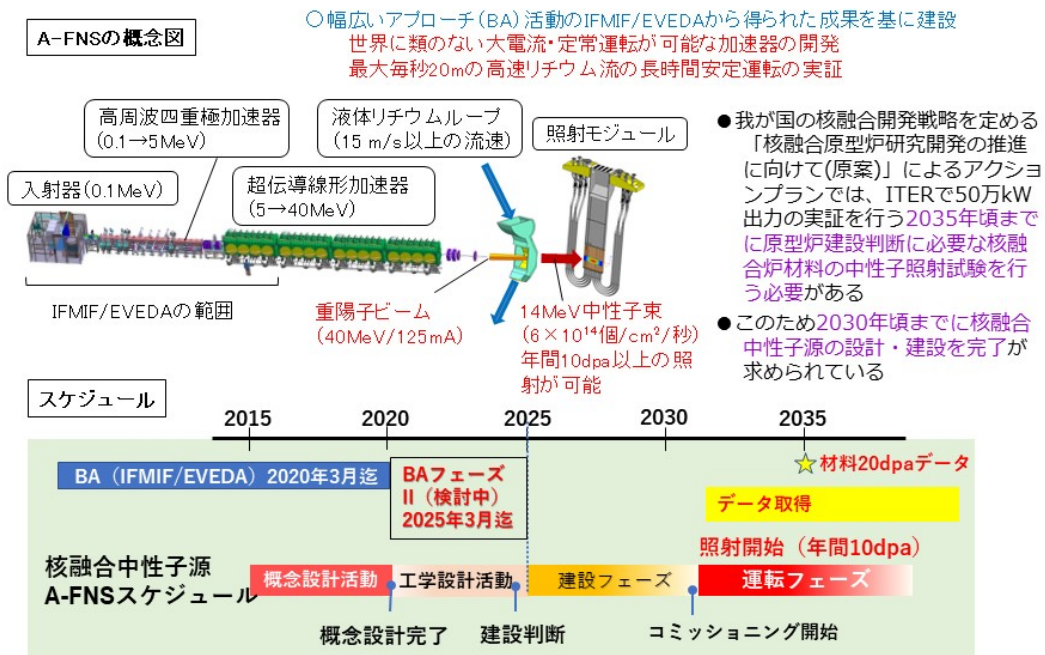 A-FNSの概念図
○幅広いアプローチ(BA)活動のIFMIF/EVEDAから得られた成果を基に建設
世界に類のない大電流・定常運転が可能な加速器の開発
最大毎秒20mの高速リチウム流の長時間安定運転の実証
入射器(0.1MeV)
高周波四重極加速器
(0.1→5MeV)
超伝導線形加速器
(5→40MeV)
液体リチウムループ
(15 m/s以上の流速)
照射モジュール
IFMIF/EVEDAの範囲
重陽子ビーム
(40MeV/125mA)
14MeV中性子束
(6×10¹⁴個/cm²/秒)
年間10dpa以上の照
射が可能
●我が国の核融合開発戦略を定める
「核融合原型炉研究開発の推進
に向けて(原案)」によるアクショ
ンプランでは、ITERで50万kW
出力の実証を行う2035年頃まで
に原型炉建設判断に必要な核融
合炉材料の中性子照射試験を行
う必要がある
●このため2030年頃までに核融合
中性子源の設計・建設を完了が
求められている
スケジュール
2015 2020 2025 2030 2035
BA（IFMIF/EVEDA）2020年3月迄
BAフェーズ
II（検討中）
2025年3月迄
材料20dpaデータ
データ取得
照射開始（年間10dpa）
核融合中性子源
A-FNSスケジュール
概念設計活動 工学設計活動 建設フェーズ 運転フェーズ
概念設計完了 建設判断 コミッショニング開始